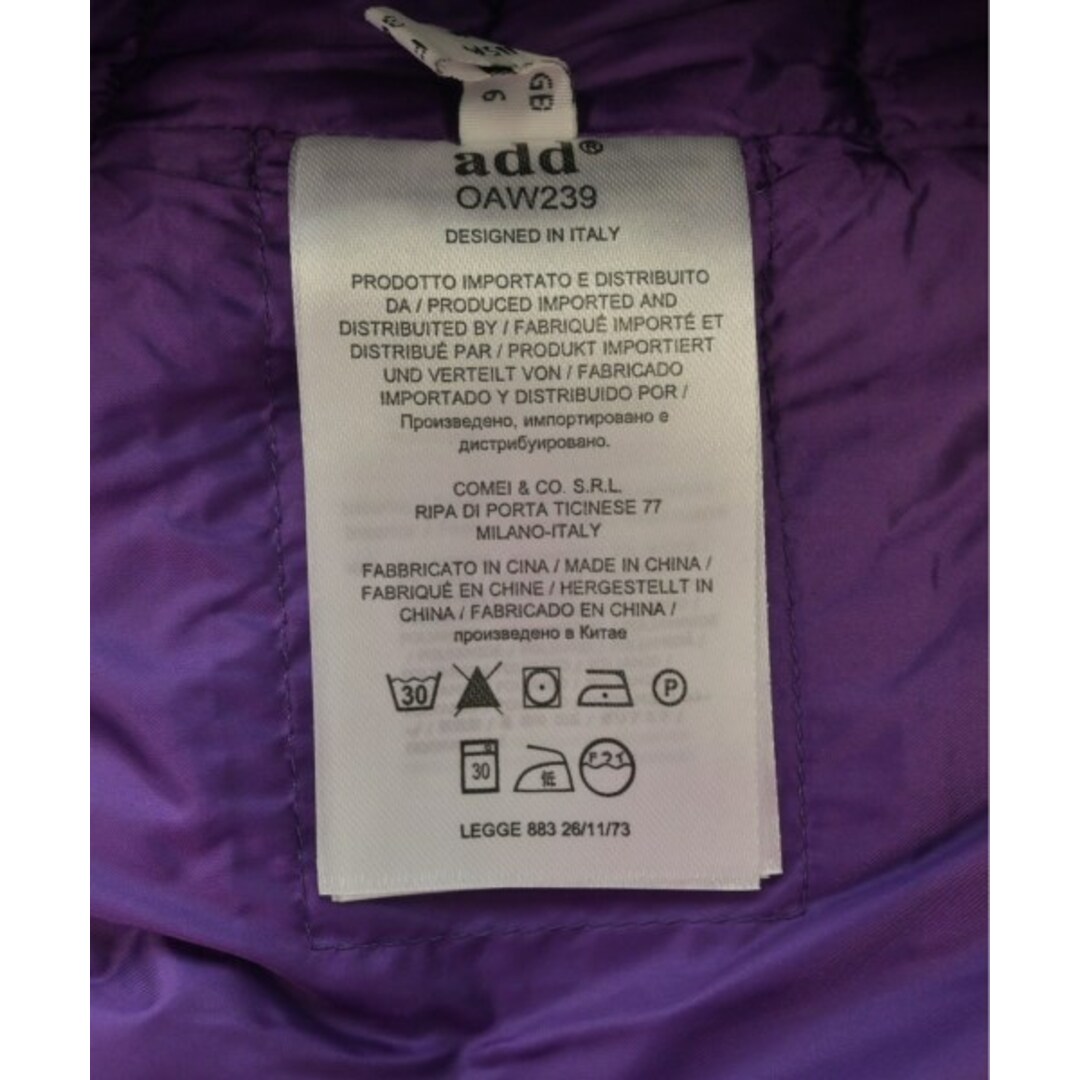 GB
6
add®
OAW239
DESIGNED IN ITALY
PRODOTTO IMPORTATO E DISTRIBUITO
DA / PRODUCED IMPORTED AND
DISTRIBUITED BY / FABRIQUÉ IMPORTÉ ET
DISTRIBUÉ PAR / PRODUKT IMPORTIERT
UND VERTEILT VON / FABRICADO
IMPORTADO Y DISTRIBUIDO POR /
Произведено, импортировано е
дистрибуировано.
COMEI & CO. S.R.L.
RIPA DI PORTA TICINESE 77
MILANO-ITALY
FABBRICATO IN CINA / MADE IN CHINA /
FABRIQUÉ EN CHINE / HERGESTELLT IN
CHINA / FABRICADO EN CHINA /
произведено в Китае
30 P
30 低
LEGGE 883 26/11/73